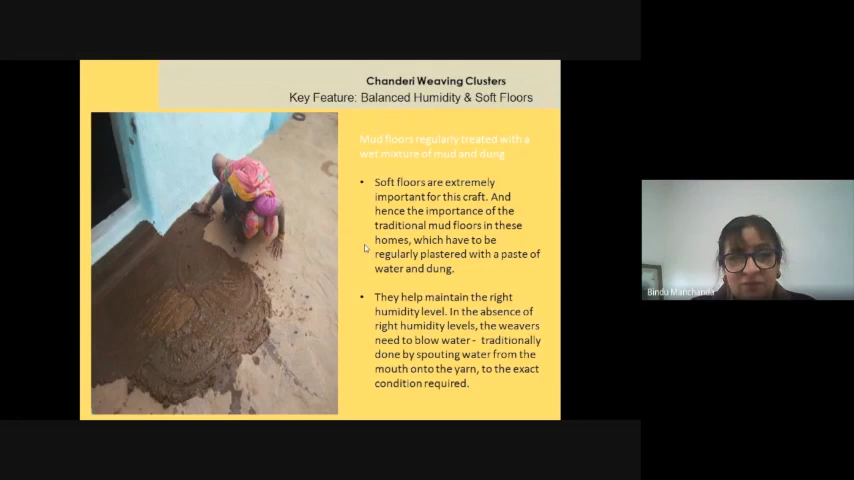 Chanderi Weaving Clusters
Key Feature: Balanced Humidity & Soft Floors
Mud floors regularly treated with a
wet mixture of mud and dung
• Soft floors are extremely
important for this craft. And
hence the importance of the
traditional mud floors in these
homes, which have to be
regularly plastered with a paste of
water and dung.
• They help maintain the right
humidity level. In the absence of
right humidity levels, the weavers
need to blow water - traditionally
done by spouting water from the
mouth onto the yarn, to the exact
condition required.
Bindu Manchanda